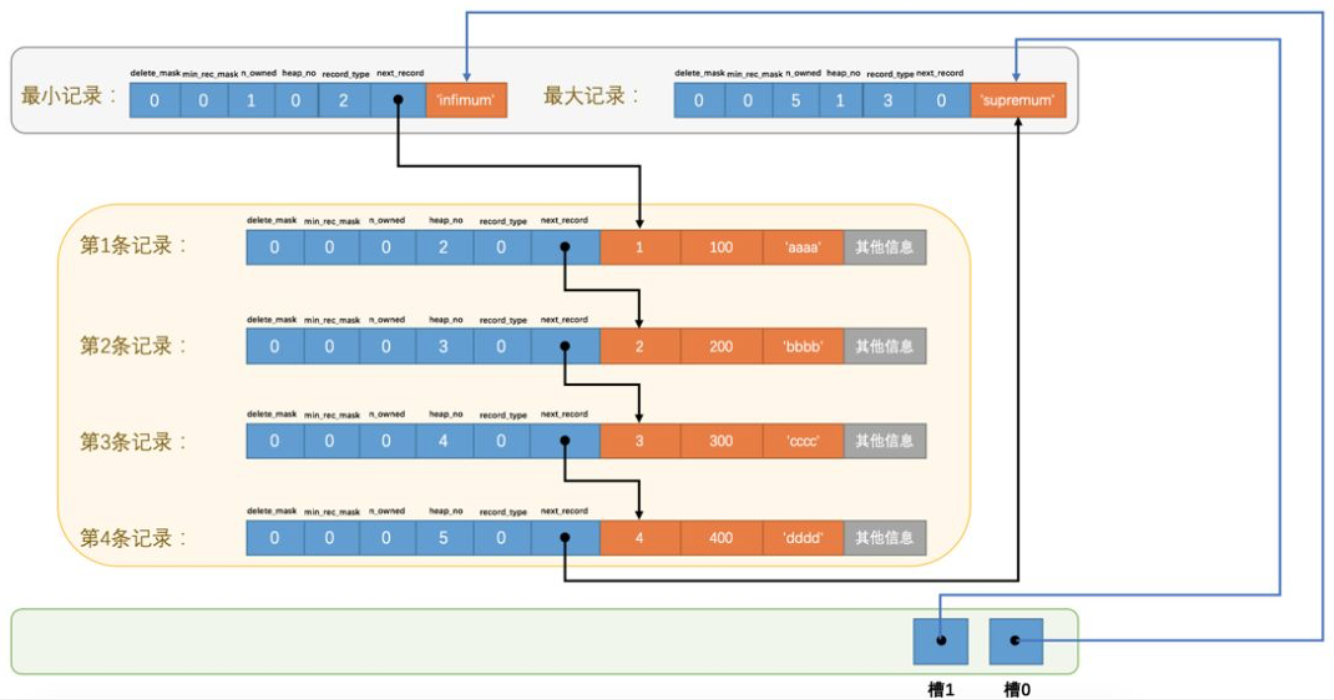 delete_mask min_rec_mask n_owned heap_no record_type next_record
最小记录： 0 0 1 0 2 'infimum'
delete_mask min_rec_mask n_owned heap_no record_type next_record
最大记录： 0 0 5 1 3 0 'supremum'
delete_mask min_rec_mask n_owned heap_no record_type next_record
第1条记录： 0 0 0 2 0 1 100 'aaaa' 其他信息
delete_mask min_rec_mask n_owned heap_no record_type next_record
第2条记录： 0 0 0 3 0 2 200 'bbbb' 其他信息
delete_mask min_rec_mask n_owned heap_no record_type next_record
第3条记录： 0 0 0 4 0 3 300 'cccc' 其他信息
delete_mask min_rec_mask n_owned heap_no record_type next_record
第4条记录： 0 0 0 5 0 4 400 'dddd' 其他信息
槽1 槽0